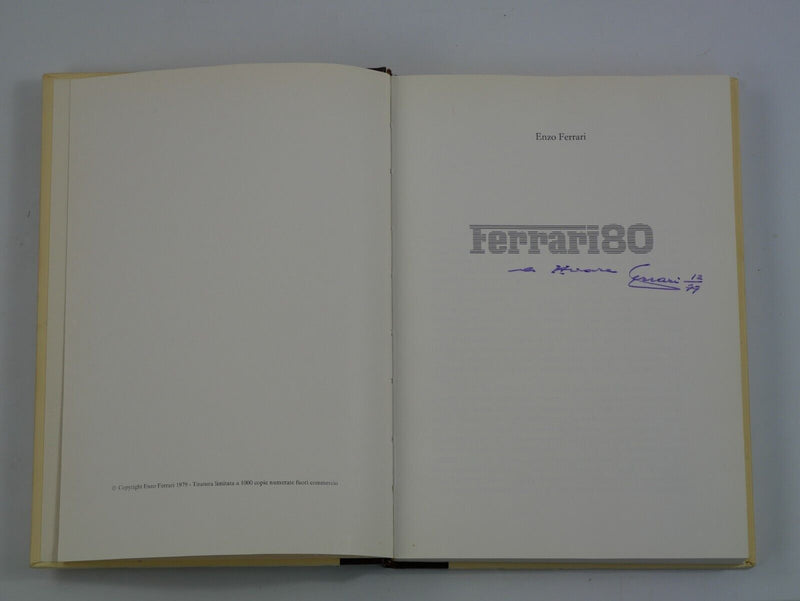 © Copyright Enzo Ferrari 1979 - Tiratura limitata a 1000 copie numerate fuori commercio
Enzo Ferrari
Ferrari80
a Ferrari 12/79